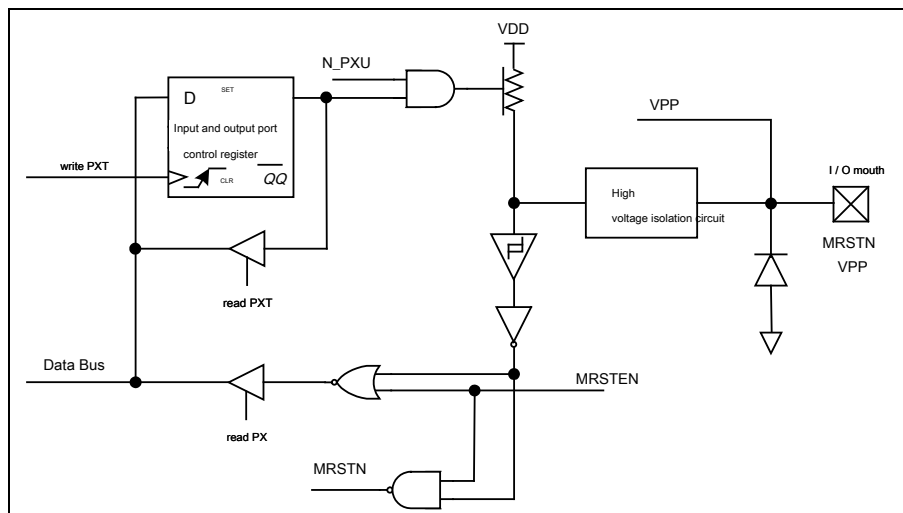 VDD
N_PXU
SET
D
VPP
Input and output port
control register
I / O mouth
write PXT
CLR
QQ
High
voltage isolation circuit
MRSTN
VPP
read PXT
Data Bus
MRSTEN
read PX
MRSTN